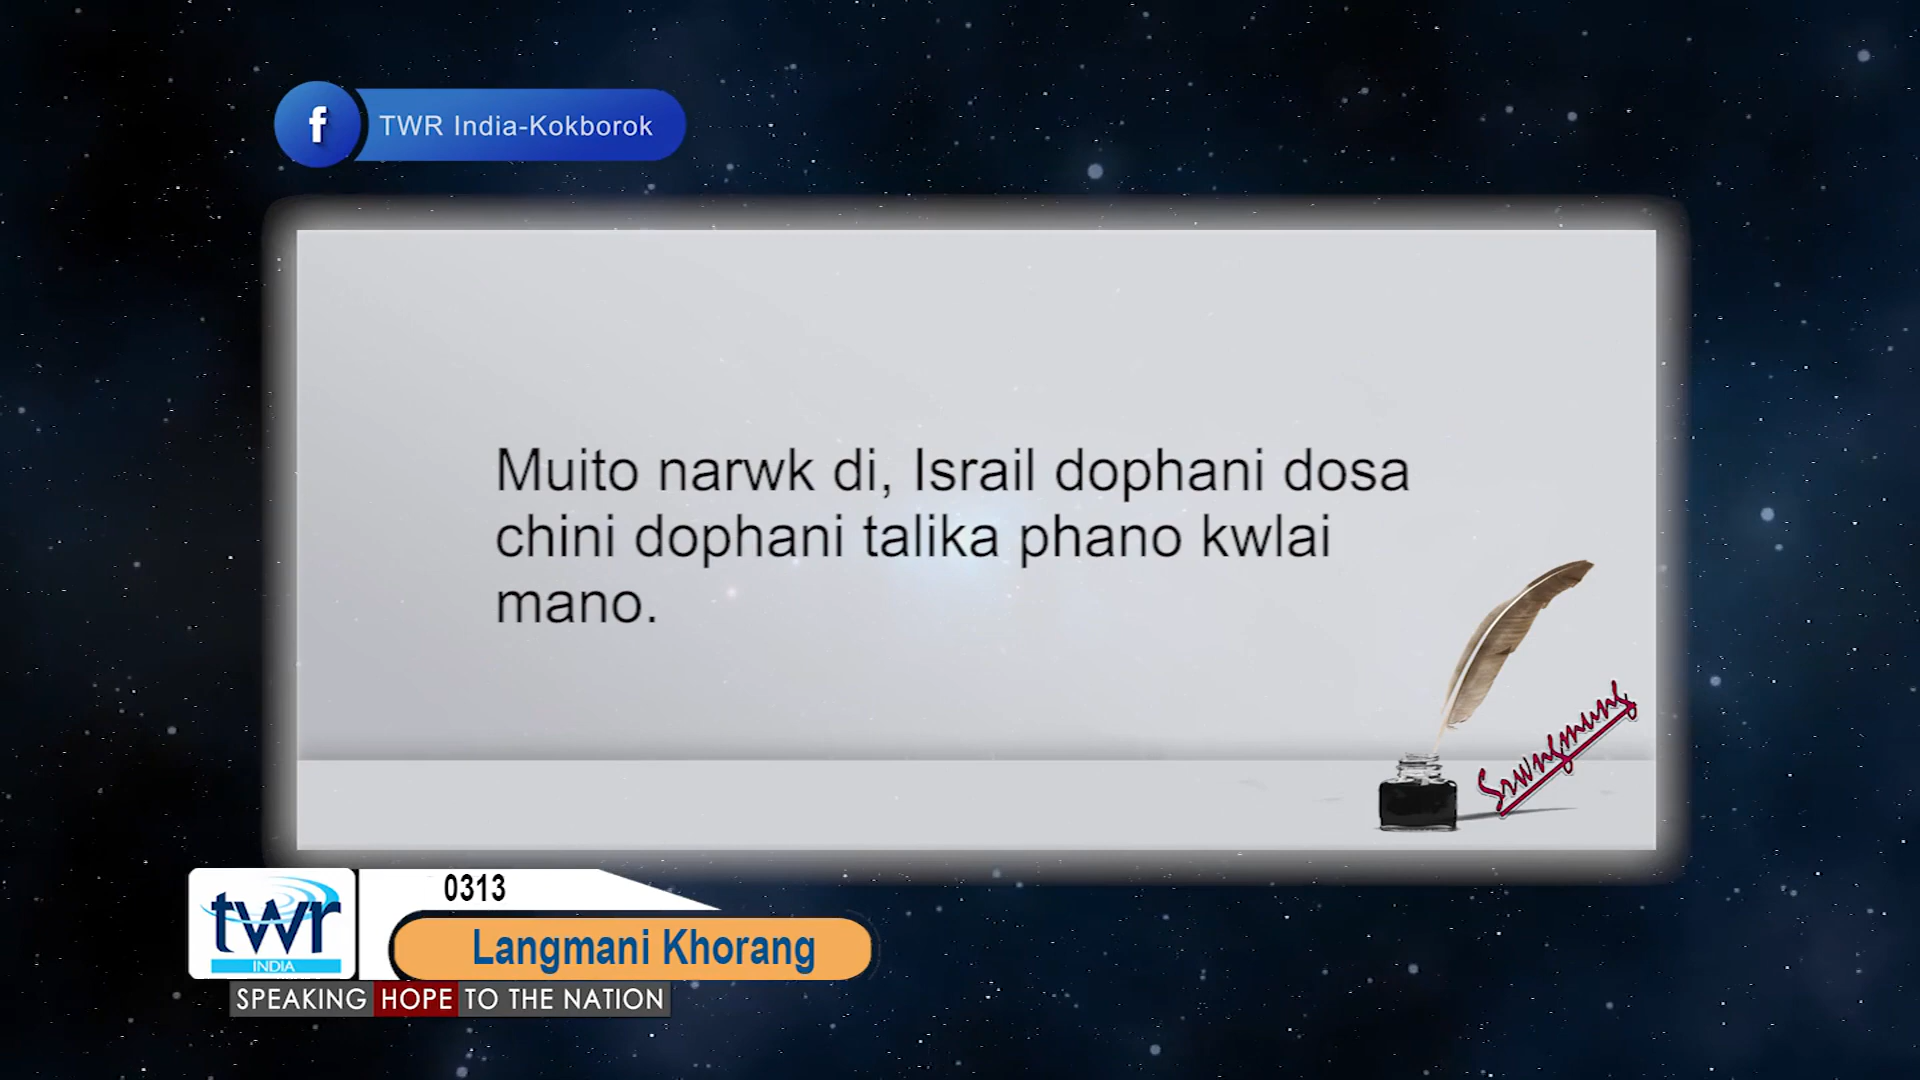 f TWR India-Kokborok
Muito narwk di, Israil dophani dosa
chini dophani talika phano kwlai
mano.
Srwngmung
0313
twr
INDIA
Langmani Khorang
SPEAKING HOPE TO THE NATION